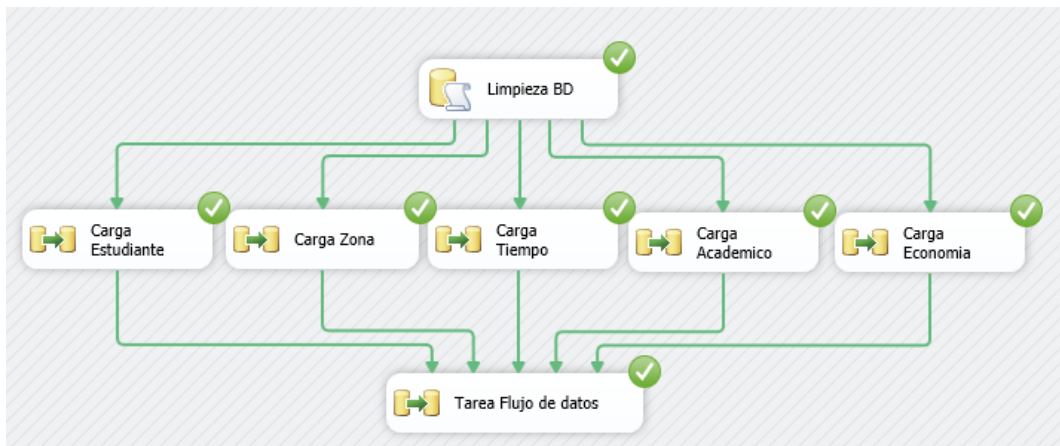 Limpieza BD
Carga
Estudiante
Carga Zona
Carga
Tiempo
Carga
Academico
Carga
Economia
Tarea Flujo de datos